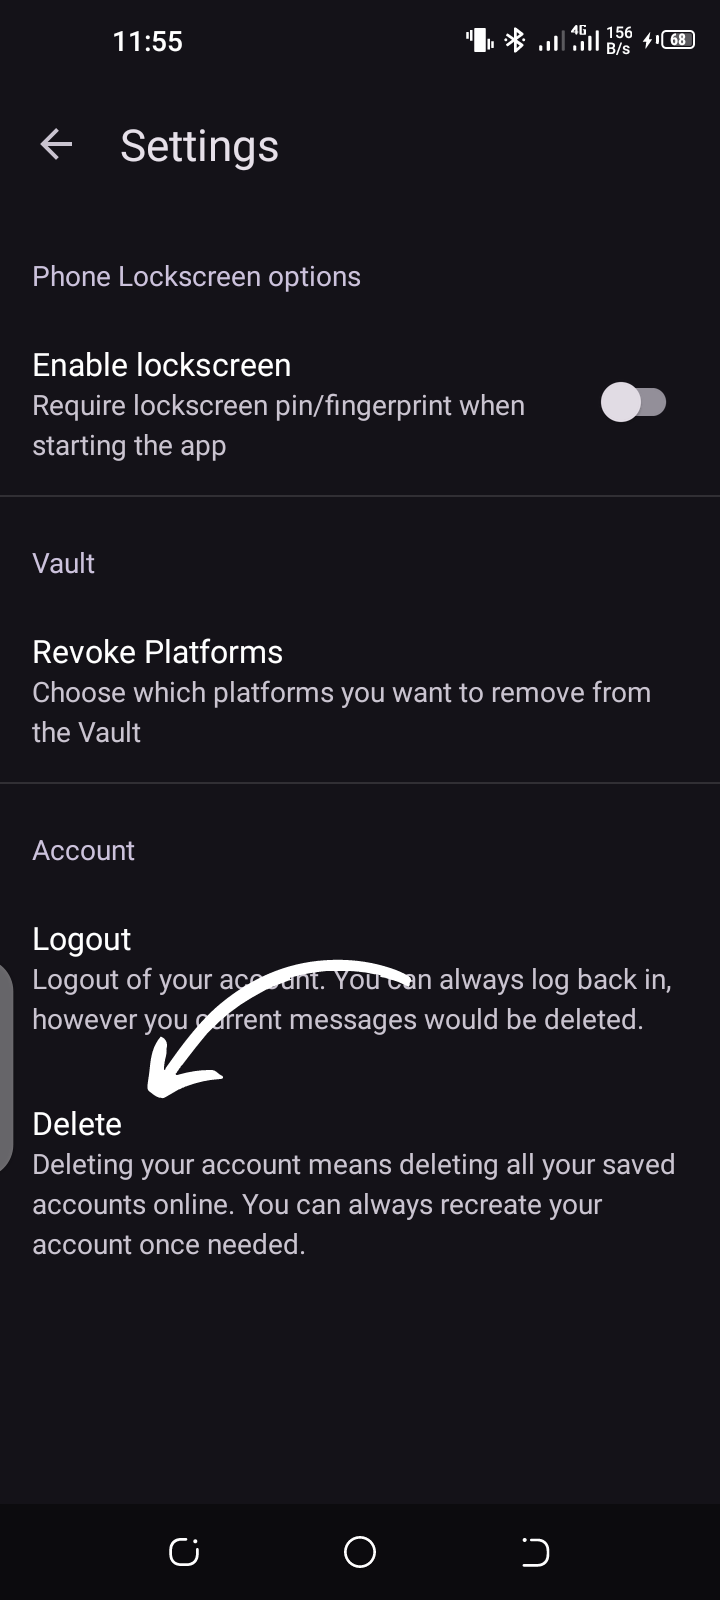 11:55
4G
156
B/s
68
Settings
Phone Lockscreen options
Enable lockscreen
Require lockscreen pin/fingerprint when
starting the app
Vault
Revoke Platforms
Choose which platforms you want to remove from
the Vault
Account
Logout
Logout of your account. You can always log back in,
however you current messages would be deleted.
Delete
Deleting your account means deleting all your saved
accounts online. You can always recreate your
account once needed.